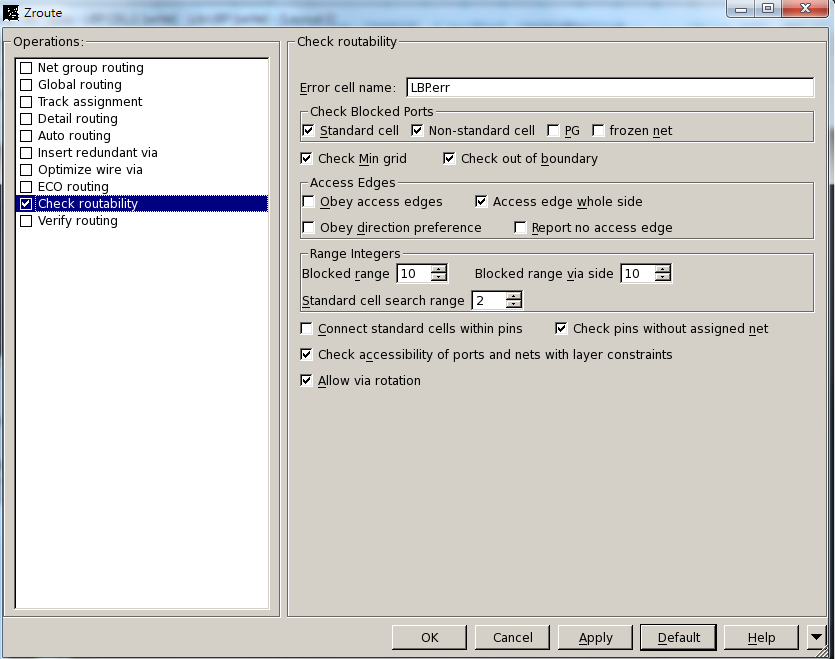 Zroute
Operations:
Net group routing
Global routing
Track assignment
Detail routing
Auto routing
Insert redundant via
Optimize wire via
ECO routing
Check routability
Verify routing
Check routability
Error cell name: LBP.err
Check Blocked Ports
Standard cell Non-standard cell PG frozen net
Check Min grid Check out of boundary
Access Edges
Obey access edges Access edge whole side
Obey direction preference Report no access edge
Range Integers
Blocked range 10 Blocked range via side 10
Standard cell search range 2
Connect standard cells within pins Check pins without assigned net
Check accessibility of ports and nets with layer constraints
Allow via rotation
OK Cancel Apply Default Help